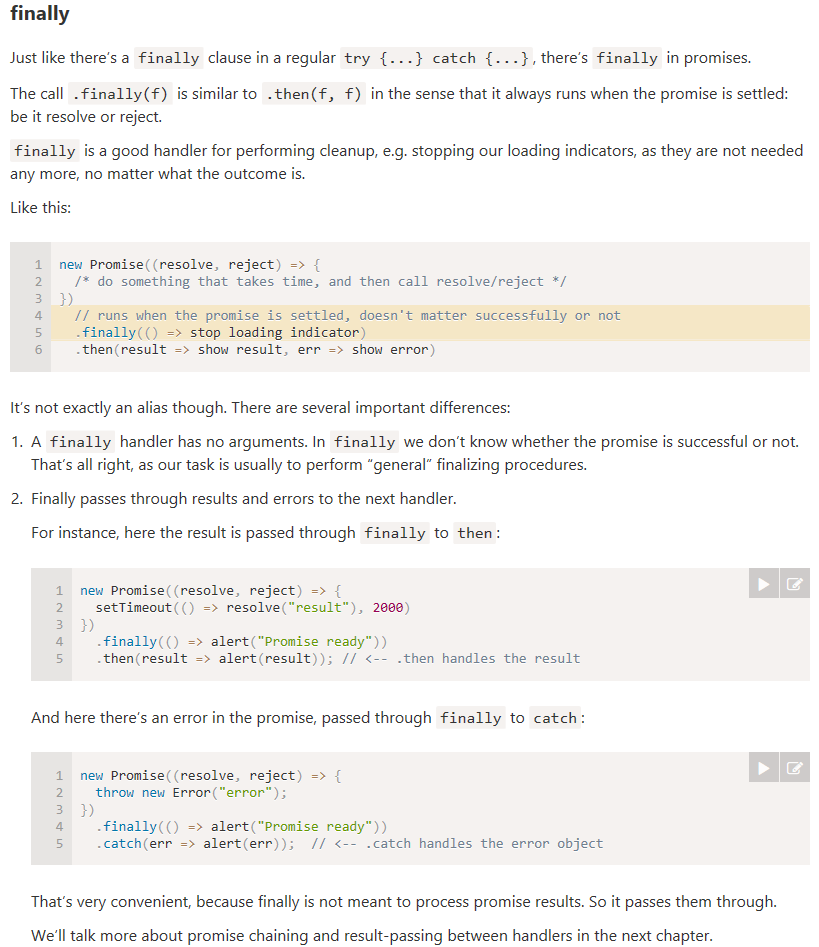 finally
Just like there's a finally clause in a regular try {...} catch {...}, there's finally in promises.
The call .finally(f) is similar to .then(f, f) in the sense that it always runs when the promise is settled:
be it resolve or reject.
finally is a good handler for performing cleanup, e.g. stopping our loading indicators, as they are not needed
any more, no matter what the outcome is.
Like this:
1 new Promise((resolve, reject) => {
2   /* do something that takes time, and then call resolve/reject */
3 })
4   // runs when the promise is settled, doesn't matter successfully or not
5   .finally(() => stop loading indicator)
6   .then(result => show result, err => show error)
It's not exactly an alias though. There are several important differences:
1. A finally handler has no arguments. In finally we don't know whether the promise is successful or not.
That's all right, as our task is usually to perform “general” finalizing procedures.
2. Finally passes through results and errors to the next handler.
For instance, here the result is passed through finally to then:
1 new Promise((resolve, reject) => {
2   setTimeout(() => resolve("result"), 2000)
3 })
4   .finally(() => alert("Promise ready"))
5   .then(result => alert(result)); // <-- .then handles the result
And here there's an error in the promise, passed through finally to catch:
1 new Promise((resolve, reject) => {
2   throw new Error("error");
3 })
4   .finally(() => alert("Promise ready"))
5   .catch(err => alert(err));  // <-- .catch handles the error object
That's very convenient, because finally is not meant to process promise results. So it passes them through.
We'll talk more about promise chaining and result-passing between handlers in the next chapter.